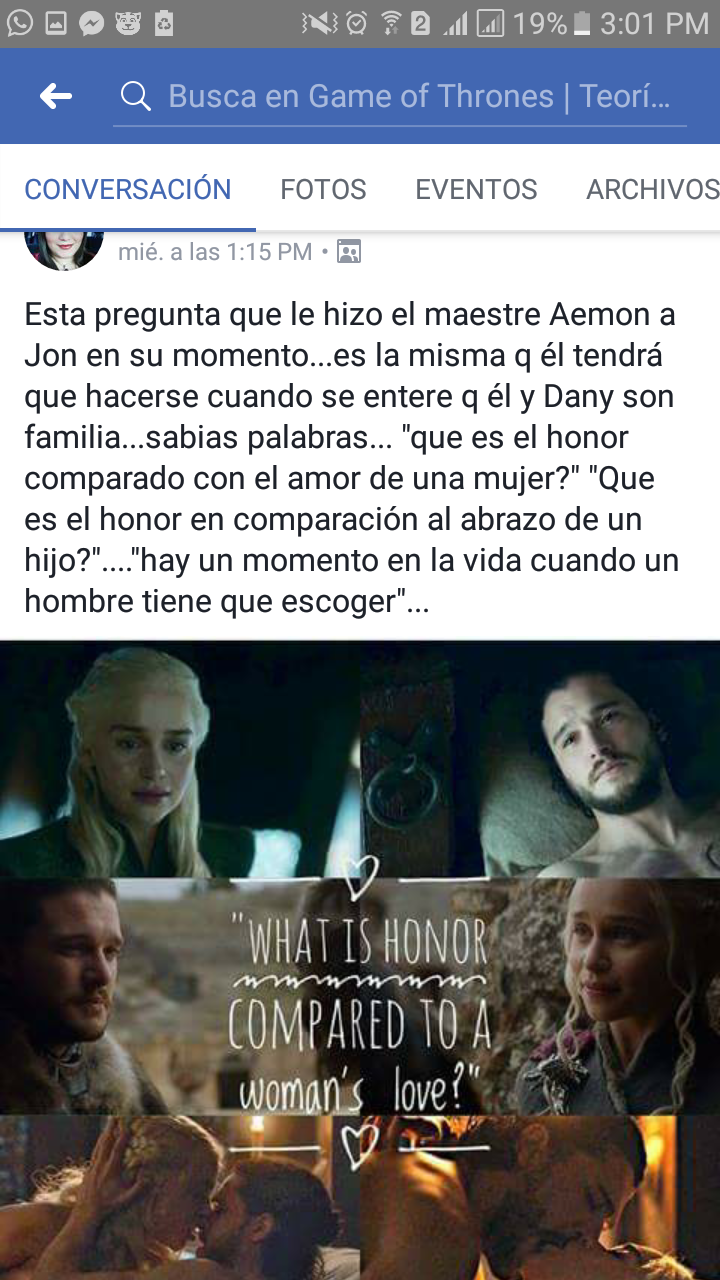 2 19% 3:01 PM
Busca en Game of Thrones | Teorí...
CONVERSACIÓN FOTOS EVENTOS ARCHIVOS
mié. a las 1:15 PM •
Esta pregunta que le hizo el maestre Aemon a
Jon en su momento...es la misma q él tendrá
que hacerse cuando se entere q él y Dany son
familia...sabias palabras... "que es el honor
comparado con el amor de una mujer?" "Que
es el honor en comparación al abrazo de un
hijo?"...."hay un momento en la vida cuando un
hombre tiene que escoger"...
"WHAT IS HONOR
COMPARED TO A
woman's love?"